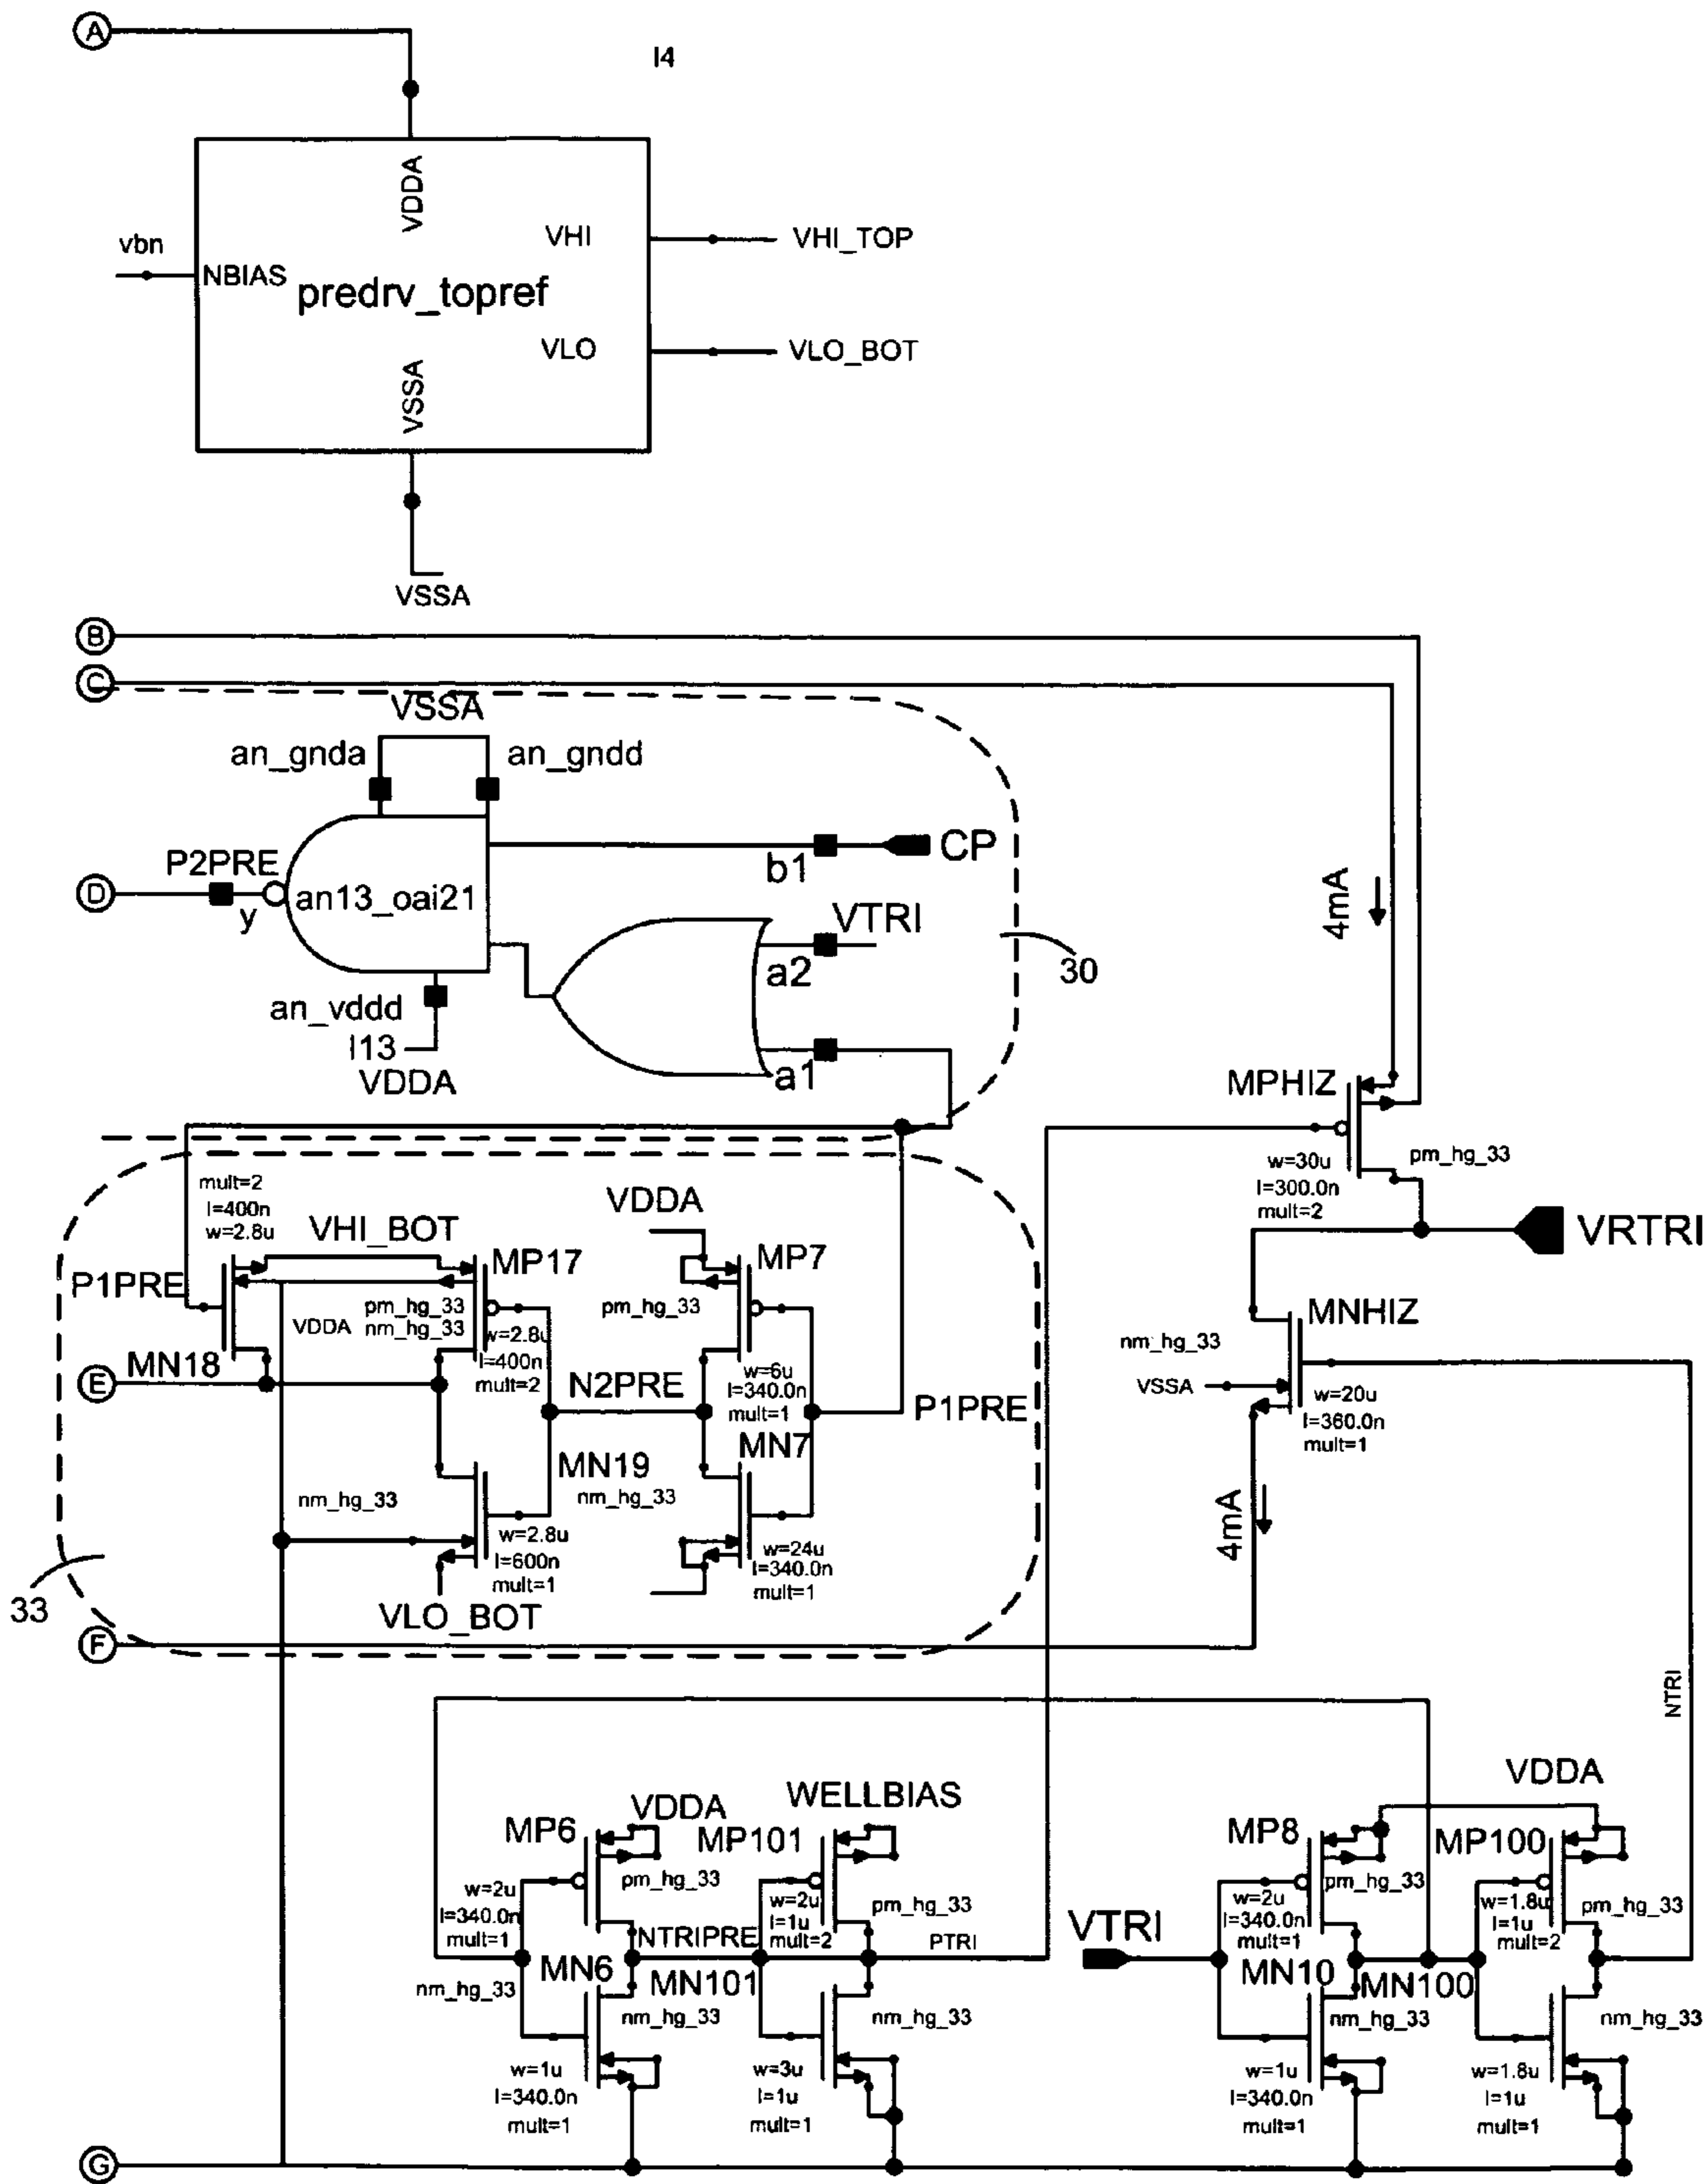 A
I4
VDDA
vbn
NBIAS
VHI
VHI_TOP
predrv_topref
VLO
VLO_BOT
VSSA
VSSA
B
C
VSSA
an_gnda
an_gndd
CP
b1
P2PRE
D
y
an13_oai21
VTRI
a2
30
4mA
an_vddd
I13
VDDA
a1
MPHIZ
pm_hg_33
w=30u
l=300.0n
mult=2
VRTRI
mult=2
l=400n
w=2.8u
VHI_BOT
VDDA
P1PRE
MP17
MP7
pm_hg_33
nm_hg_33
VDDA
pm_hg_33
w=2.8u
l=400n
mult=2
MN18
E
N2PRE
w=6u
l=340.0n
mult=1
P1PRE
MNHIZ
nm_hg_33
VSSA
w=20u
l=360.0n
mult=1
MN19
MN7
nm_hg_33
nm_hg_33
w=2.8u
l=600n
mult=1
w=24u
l=340.0n
mult=1
4mA
33
VLO_BOT
F
NTRI
VDDA
WELLBIAS
VDDA
MP6
MP101
MP8
MP100
pm_hg_33
pm_hg_33
pm_hg_33
pm_hg_33
w=2u
l=340.0n
mult=1
w=2u
l=1u
mult=2
w=2u
l=340.0n
mult=1
w=1.8u
l=1u
mult=2
NTRIPRE
PTRI
VTRI
MN6
MN101
MN10
MN100
nm_hg_33
nm_hg_33
nm_hg_33
nm_hg_33
nm_hg_33
w=1u
l=340.0n
mult=1
w=3u
l=1u
mult=1
w=1u
l=340.0n
mult=1
w=1.8u
l=1u
mult=1
G